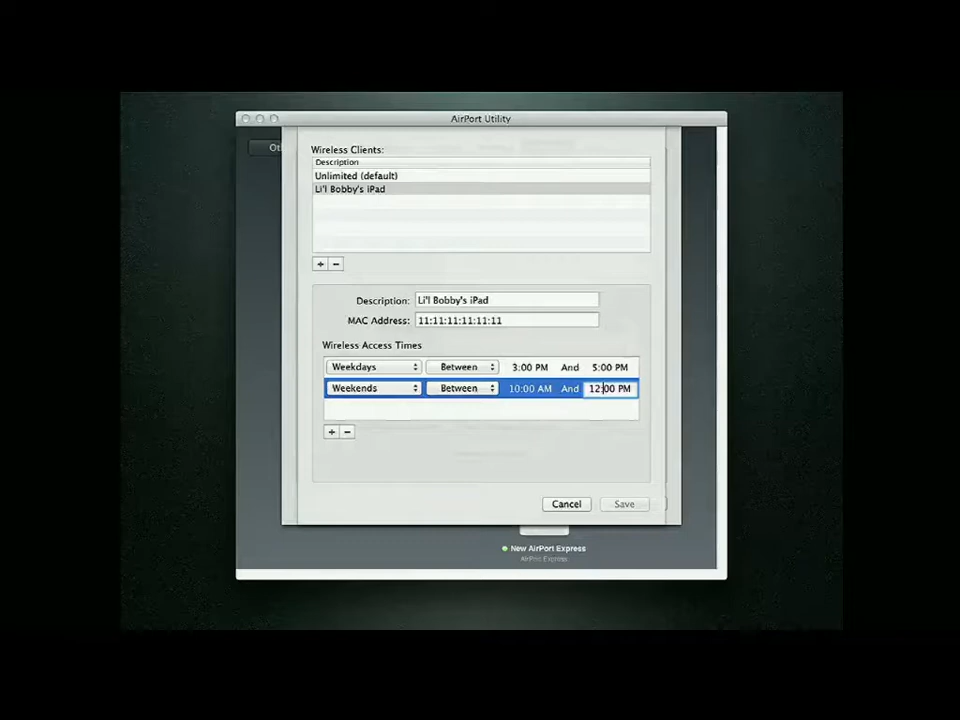 AirPort Utility
Ot
Wireless Clients:
Description
Unlimited (default)
Li'l Bobby's iPad
+ −
Description: Li'l Bobby's iPad
MAC Address: 11:11:11:11:11:11
Wireless Access Times
Weekdays Between 3:00 PM And 5:00 PM
Weekends Between 10:00 AM And 12:00 PM
+ −
Cancel Save
New AirPort Express
AirPort Express